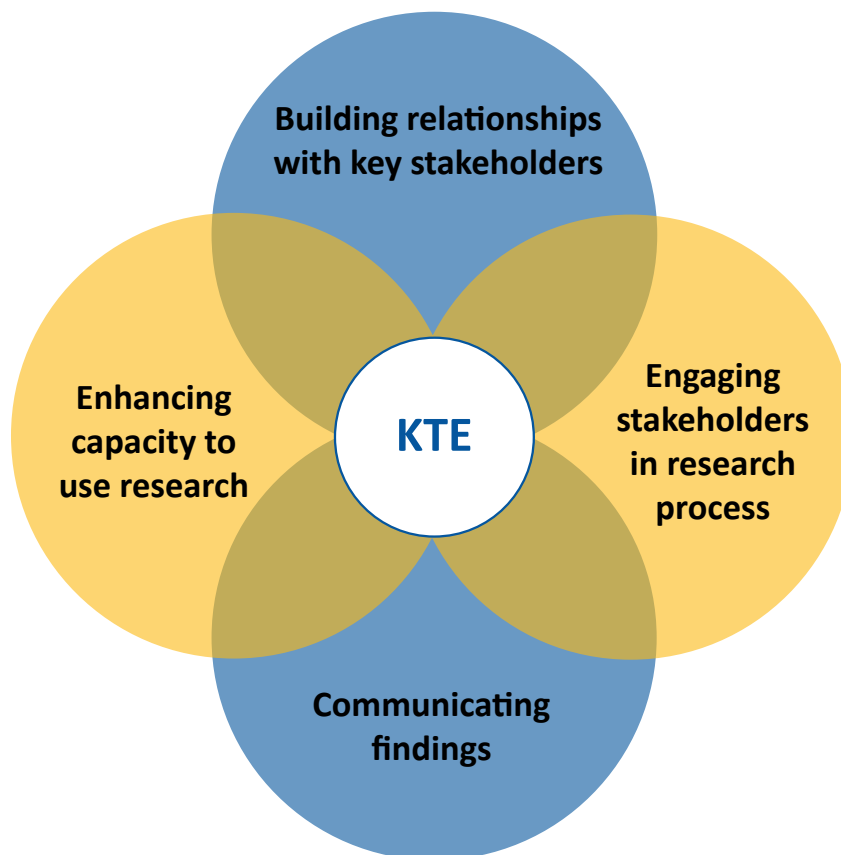 Building relationships
with key stakeholders
Enhancing
capacity to
use research
KTE
Engaging
stakeholders
in research
process
Communicating
findings